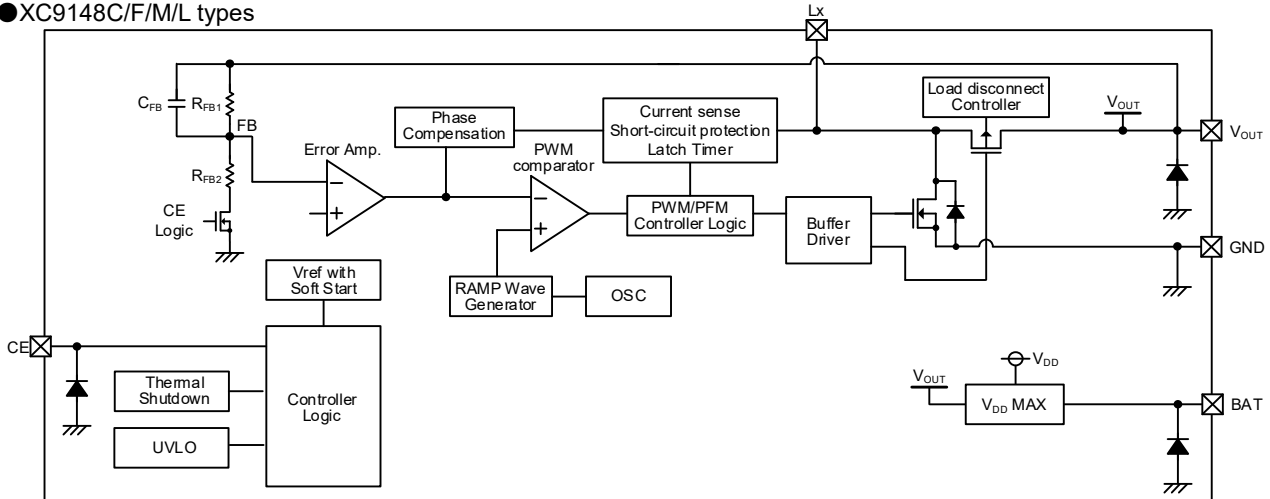 ●XC9148C/F/M/L types
Lx
CFB
RFB1
FB
RFB2
CE
Logic
Error Amp.
Phase
Compensation
PWM
comparator
Current sense
Short-circuit protection
Latch Timer
Load disconnect
Controller
VOUT
VOUT
PWM/PFM
Controller Logic
Buffer
Driver
GND
Vref with
Soft Start
RAMP Wave
Generator
OSC
CE
Thermal
Shutdown
UVLO
Controller
Logic
VOUT
VDD
VDD MAX
BAT